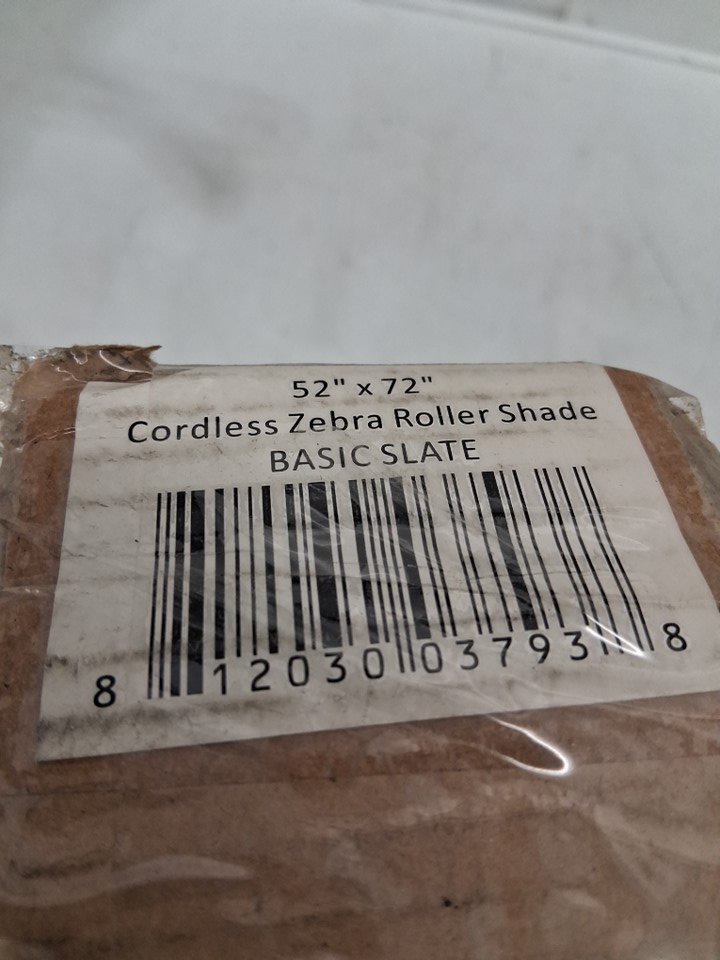 52" x 72"
Cordless Zebra Roller Shade
BASIC SLATE
8 12030 03793 8